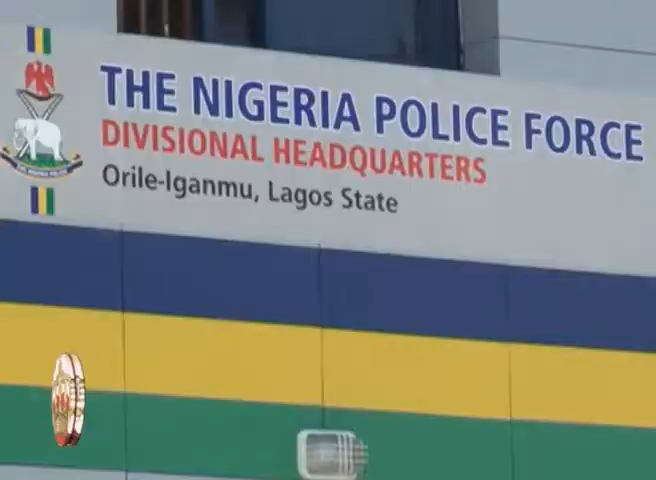 THE NIGERIA POLICE FORCE
DIVISIONAL HEADQUARTERS
Orile-Iganmu, Lagos State